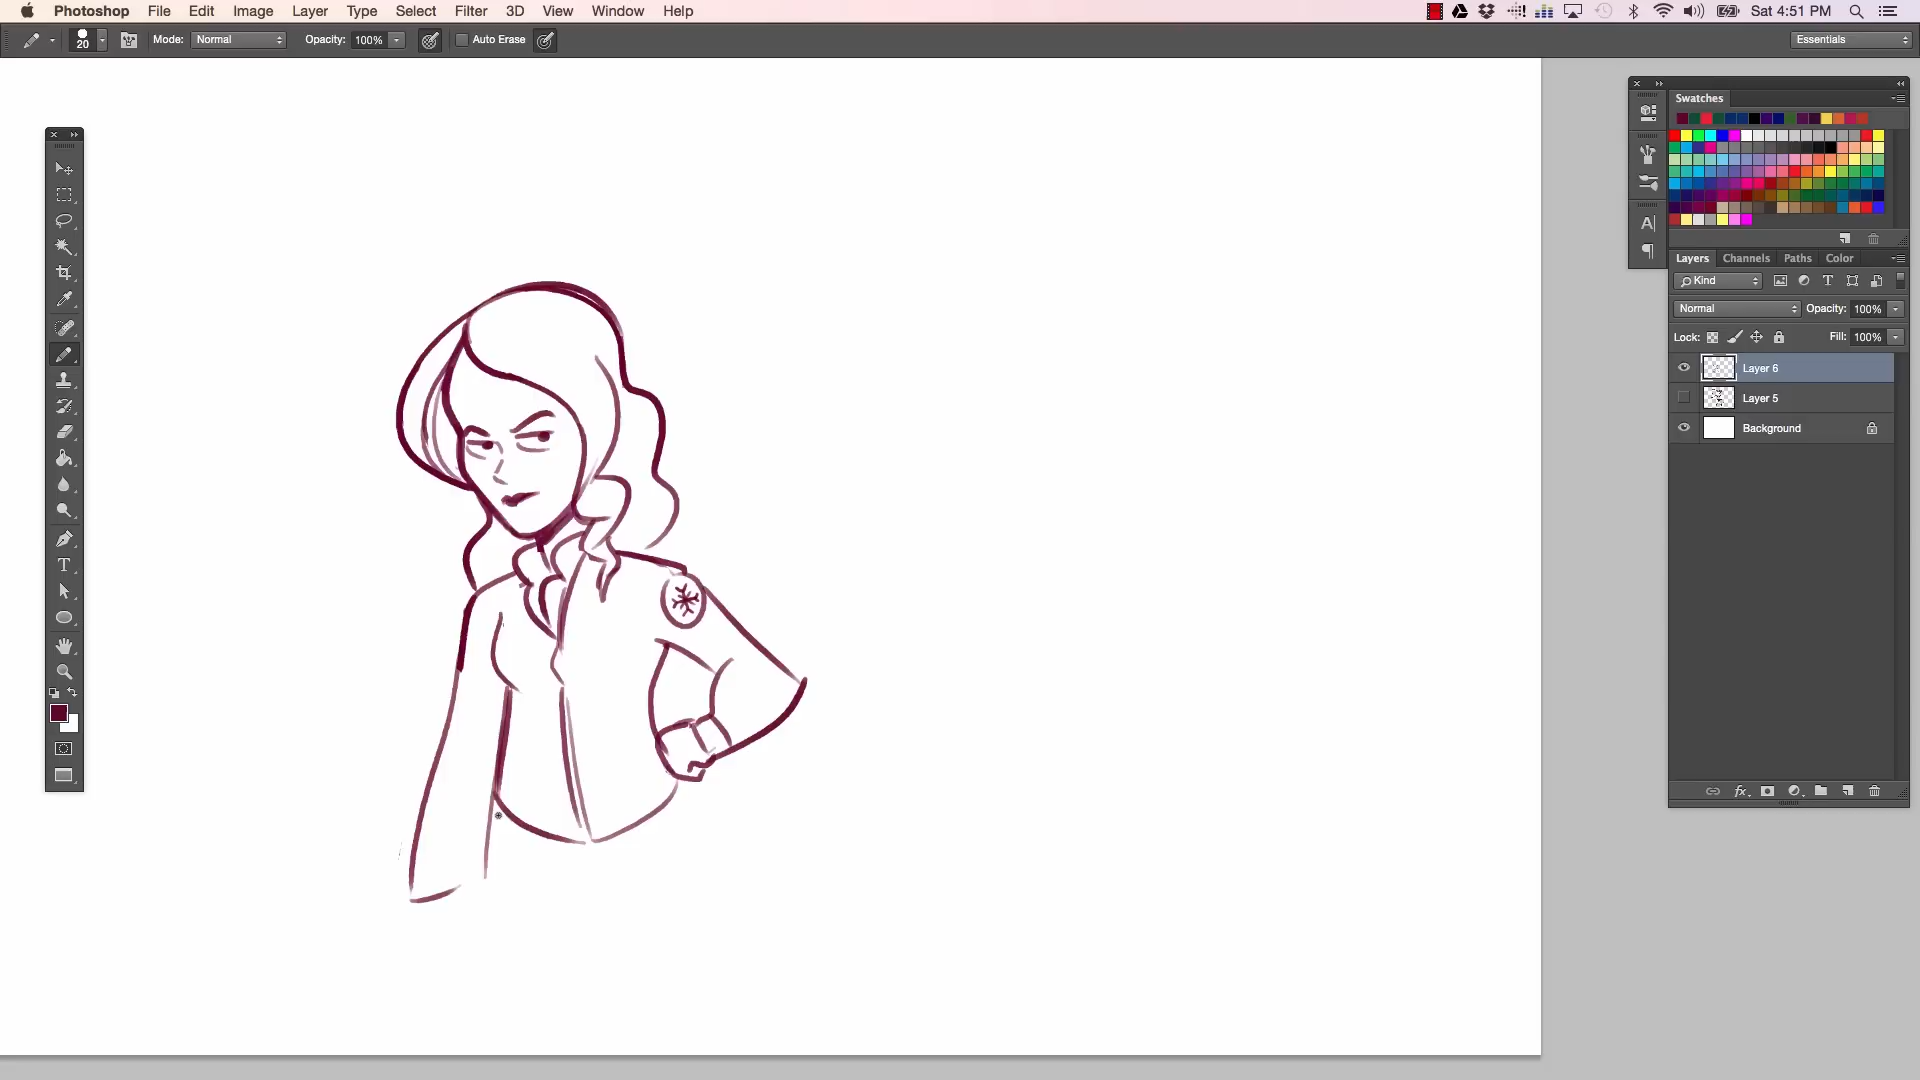 Photoshop File Edit Image Layer Type Select Filter 3D View Window Help Sat 4:51 PM
20 Mode: Normal Opacity: 100% Auto Erase Essentials
Swatches
Layers Channels Paths Color
Kind T
Normal Opacity: 100%
Lock: Fill: 100%
Layer 6
Layer 5
Background
fx
A
T